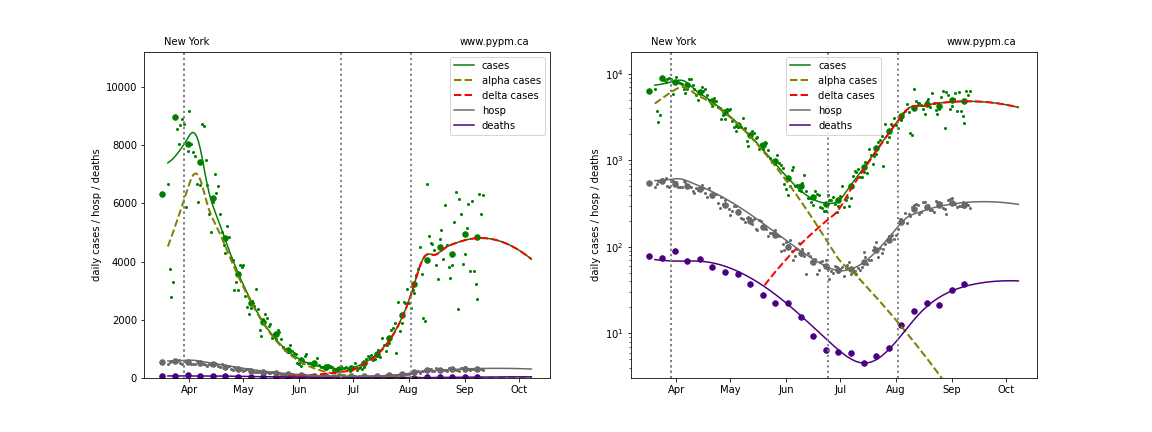 New York www.pypm.ca
cases
alpha cases
delta cases
hosp
deaths
daily cases / hosp / deaths
10000
8000
6000
4000
2000
0
Apr May Jun Jul Aug Sep Oct
New York www.pypm.ca
cases
alpha cases
delta cases
hosp
deaths
daily cases / hosp / deaths
10^4
10^3
10^2
10^1
Apr May Jun Jul Aug Sep Oct